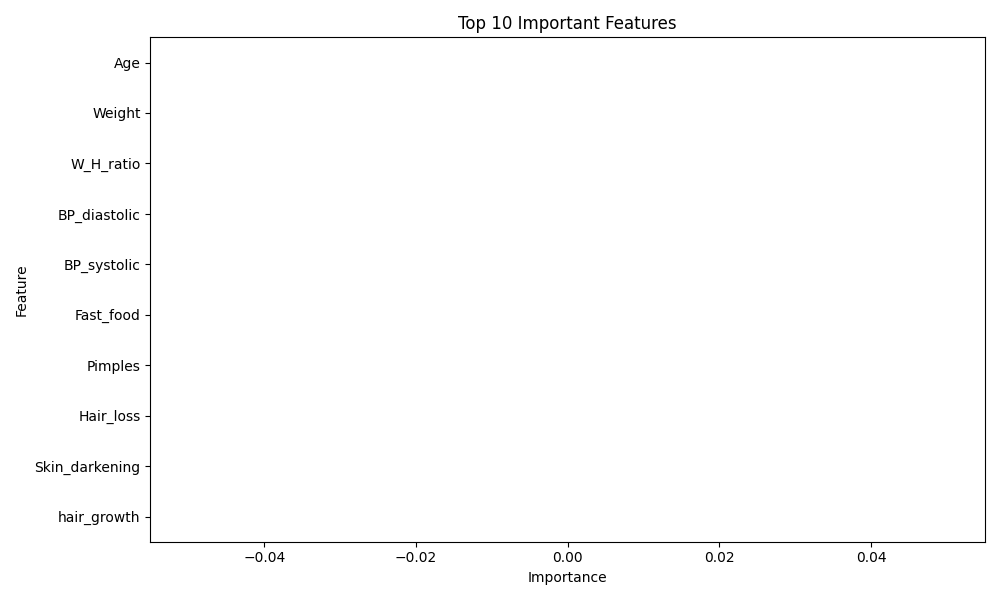 Top 10 Important Features
Age
Weight
W_H_ratio
BP_diastolic
BP_systolic
Fast_food
Pimples
Hair_loss
Skin_darkening
hair_growth
Feature
−0.04 −0.02 0.00 0.02 0.04
Importance